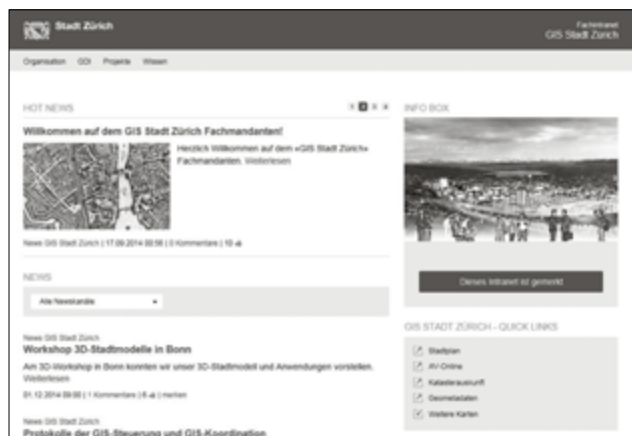 Stadt Zürich
Fachintranet
GIS Stadt Zürich
Organisation GDI Projekte Wissen
HOT NEWS
1 2 3 4
Willkommen auf dem GIS Stadt Zürich Fachmandanten!
Herzlich Willkommen auf dem «GIS Stadt Zürich»
Fachmandanten. Weiterlesen
News GIS Stadt Zürich | 17.09.2014 00:56 | 0 Kommentare | 10
NEWS
Alle Newskanäle
News GIS Stadt Zürich
Workshop 3D-Stadtmodelle in Bonn
Am 3D-Workshop in Bonn konnten wir unser 3D-Stadtmodell und Anwendungen vorstellen.
Weiterlesen
01.12.2014 09:00 | 1 Kommentare | 6 | merken
News GIS Stadt Zürich
Protokolle der GIS-Steuerung und GIS-Koordination
INFO BOX
Dieses Intranet ist gemerkt
GIS STADT ZÜRICH - QUICK LINKS
Stadtplan
AV-Online
Katasterauskunft
Geometadaten
Weitere Karten